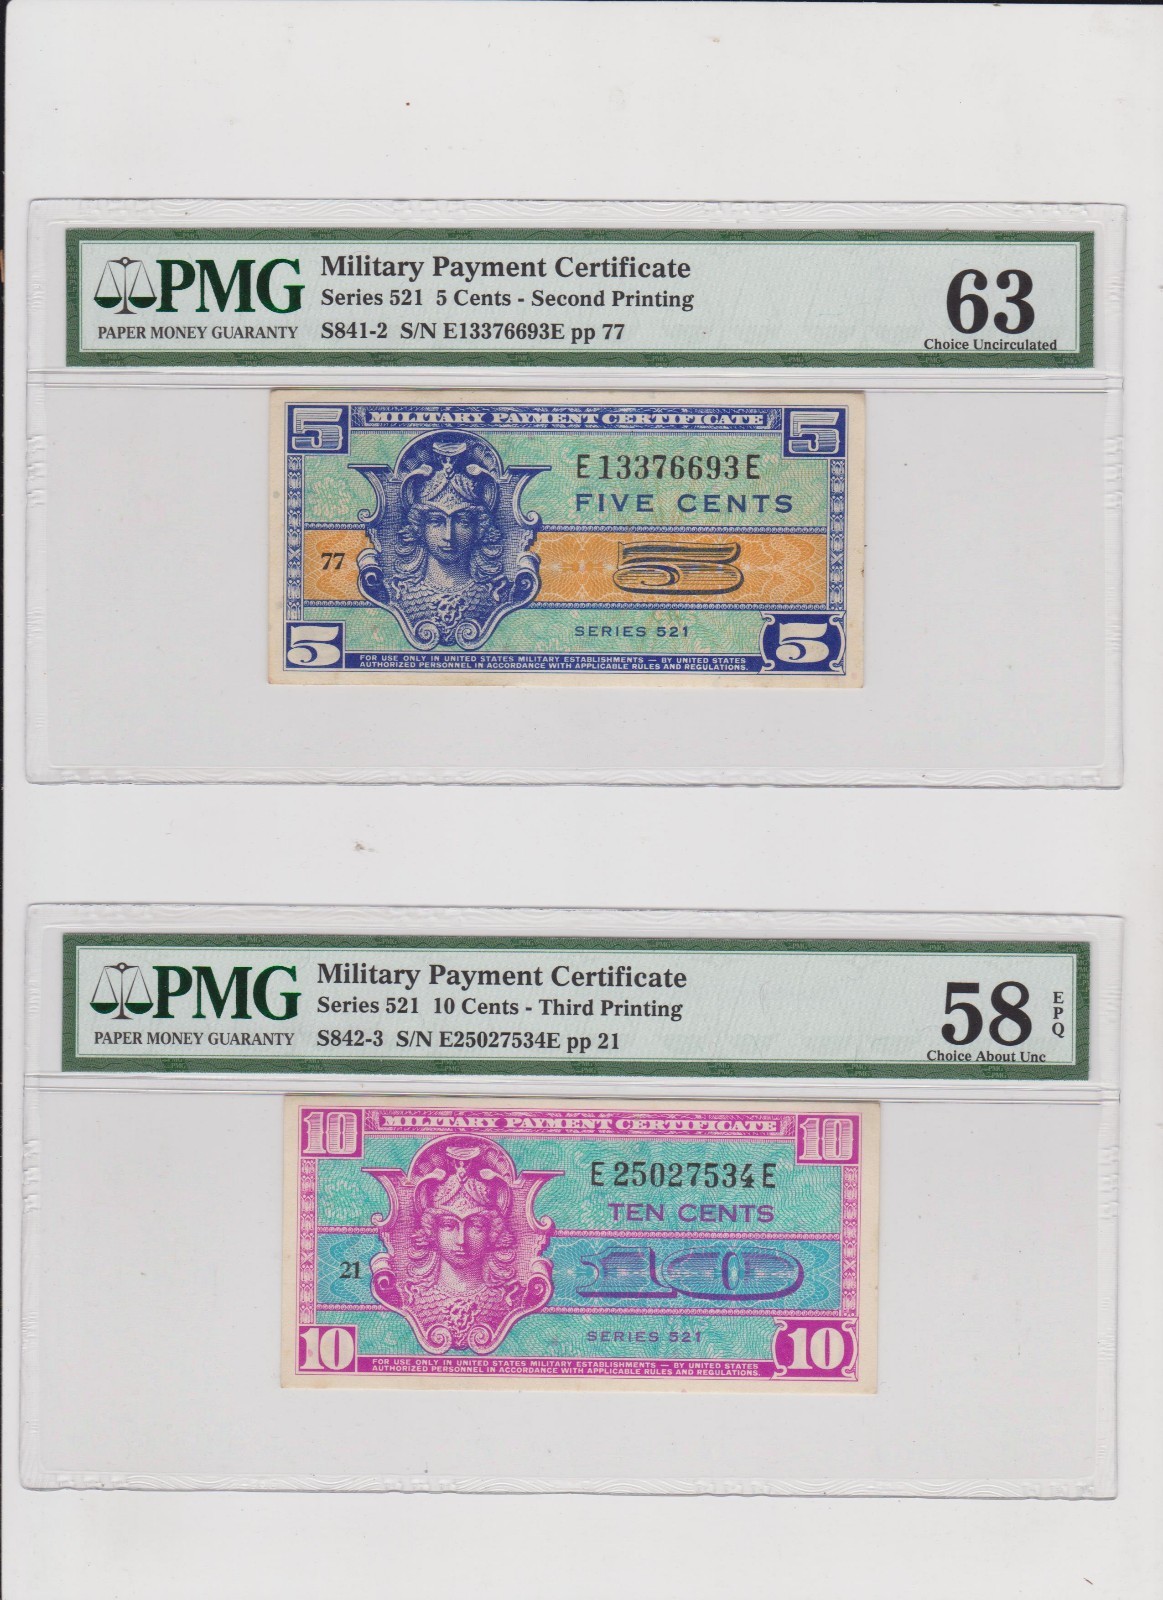 PMG
PAPER MONEY GUARANTY
Military Payment Certificate
Series 521 5 Cents - Second Printing
S841-2 S/N E13376693E pp 77
63
Choice Uncirculated
5 MILITARY PAYMENT CERTIFICATE 5
E13376693E
FIVE CENTS
77
5
SERIES 521
5
FOR USE ONLY IN UNITED STATES MILITARY ESTABLISHMENTS — BY UNITED STATES
AUTHORIZED PERSONNEL IN ACCORDANCE WITH APPLICABLE RULES AND REGULATIONS.
5
PMG
PAPER MONEY GUARANTY
Military Payment Certificate
Series 521 10 Cents - Third Printing
S842-3 S/N E25027534E pp 21
58 EPQ
Choice About Unc
10 MILITARY PAYMENT CERTIFICATE 10
E25027534E
TEN CENTS
21
10
SERIES 521
10
FOR USE ONLY IN UNITED STATES MILITARY ESTABLISHMENTS — BY UNITED STATES
AUTHORIZED PERSONNEL IN ACCORDANCE WITH APPLICABLE RULES AND REGULATIONS.
10